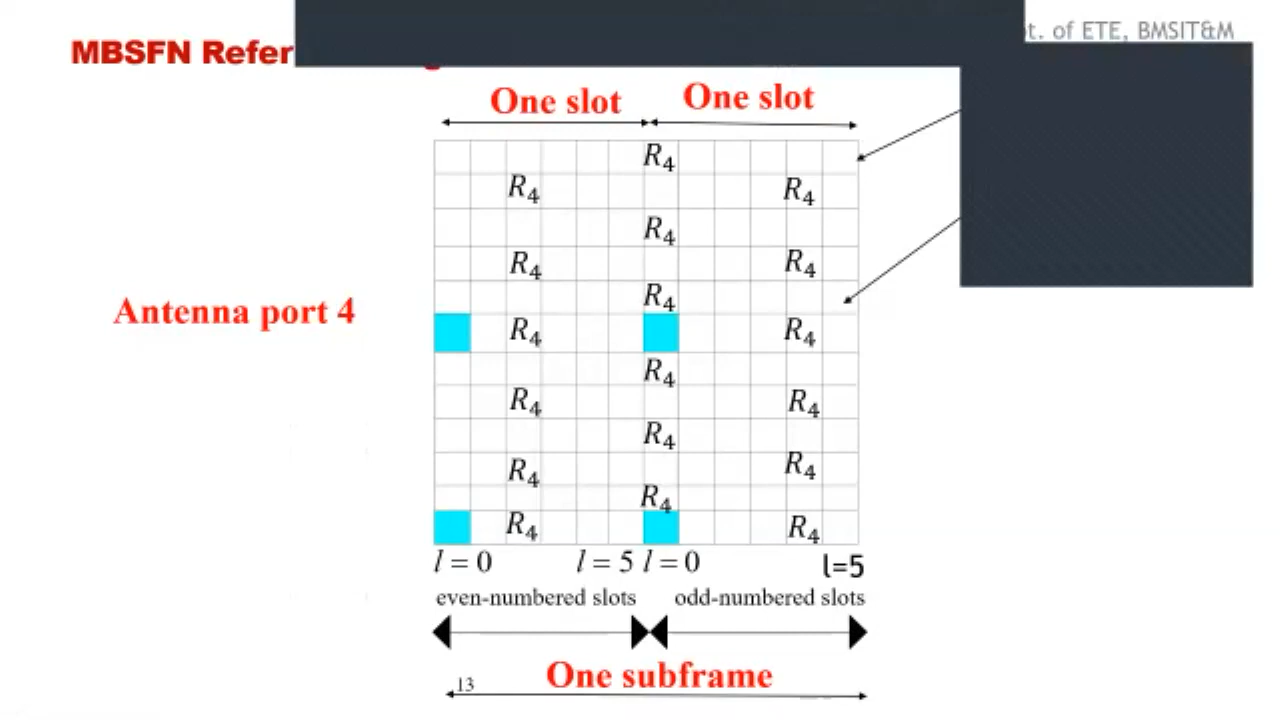 t. of ETE, BMSIT&M
MBSFN Refer
One slot One slot
R4
R4 R4
R4
R4 R4
R4
Antenna port 4
R4 R4
R4
R4 R4
R4
R4 R4
R4
R4 R4
l = 0 l = 5 l = 0 l=5
even-numbered slots odd-numbered slots
One subframe
13